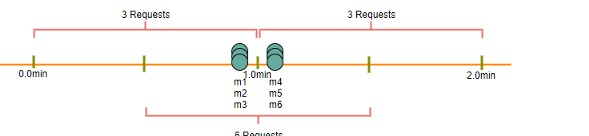 3 Requests 3 Requests
0.0min 1.0min 2.0min
m1 m4
m2 m5
m3 m6
6 Requests